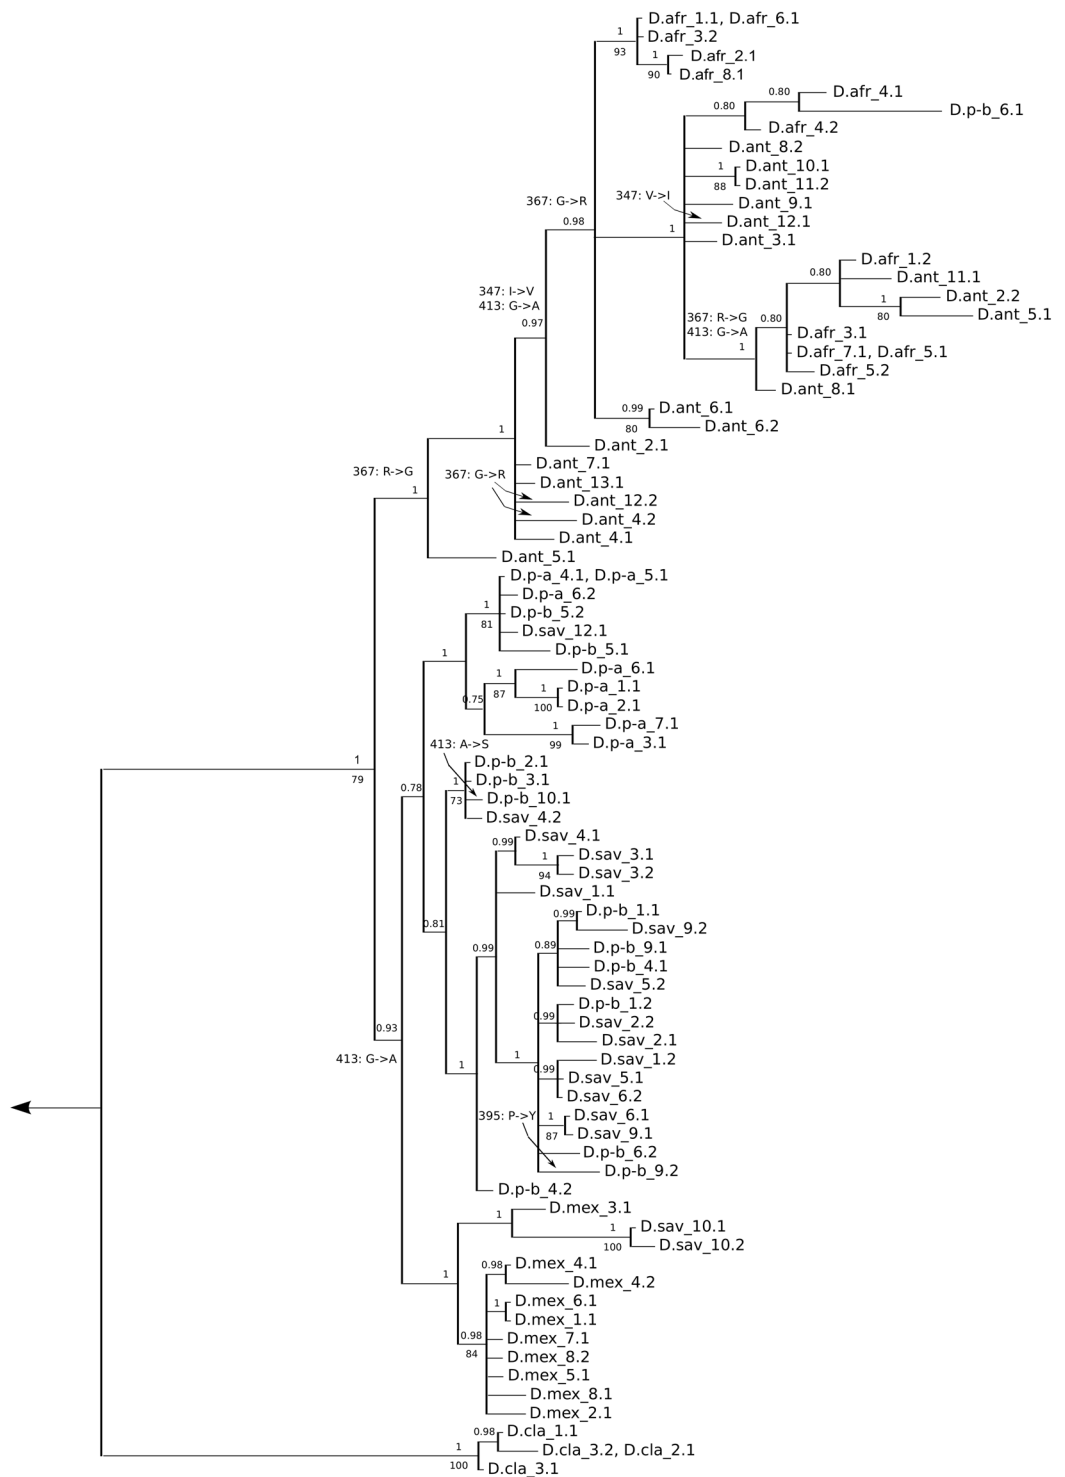 D.afr_1.1, D.afr_6.1
1
D.afr_3.2
93
1
D.afr_2.1
90
D.afr_8.1
0.80
D.afr_4.1
0.80
D.p-b_6.1
D.afr_4.2
D.ant_8.2
1
D.ant_10.1
88
D.ant_11.2
367: G->R
347: V->I
D.ant_9.1
0.98
D.ant_12.1
1
D.ant_3.1
D.afr_1.2
0.80
D.ant_11.1
347: I->V
413: G->A
1
D.ant_2.2
80
D.ant_5.1
0.97
367: R->G
0.80
413: G->A
D.afr_3.1
1
D.afr_7.1, D.afr_5.1
D.afr_5.2
D.ant_8.1
0.99
D.ant_6.1
80
D.ant_6.2
1
D.ant_2.1
D.ant_7.1
367: R->G
367: G->R
D.ant_13.1
1
D.ant_12.2
D.ant_4.2
D.ant_4.1
D.ant_5.1
D.p-a_4.1, D.p-a_5.1
D.p-a_6.2
1
D.p-b_5.2
81
D.sav_12.1
1
D.p-b_5.1
1
D.p-a_6.1
87
1
D.p-a_1.1
0.75
100
D.p-a_2.1
1
D.p-a_7.1
413: A->S
99
D.p-a_3.1
1
D.p-b_2.1
79
1
D.p-b_3.1
0.78
73
D.p-b_10.1
D.sav_4.2
0.99
D.sav_4.1
1
D.sav_3.1
94
D.sav_3.2
D.sav_1.1
0.81
0.99
D.p-b_1.1
D.sav_9.2
0.99
0.89
D.p-b_9.1
D.p-b_4.1
D.sav_5.2
D.p-b_1.2
0.99
D.sav_2.2
0.93
D.sav_2.1
413: G->A
1
1
D.sav_1.2
0.99
D.sav_5.1
D.sav_6.2
395: P->Y
1
D.sav_6.1
87
D.sav_9.1
D.p-b_6.2
D.p-b_9.2
D.p-b_4.2
1
D.mex_3.1
1
D.sav_10.1
100
D.sav_10.2
1
0.98
D.mex_4.1
D.mex_4.2
1
D.mex_6.1
D.mex_1.1
0.98
D.mex_7.1
84
D.mex_8.2
D.mex_5.1
D.mex_8.1
D.mex_2.1
0.98
D.cla_1.1
1
D.cla_3.2, D.cla_2.1
100
D.cla_3.1